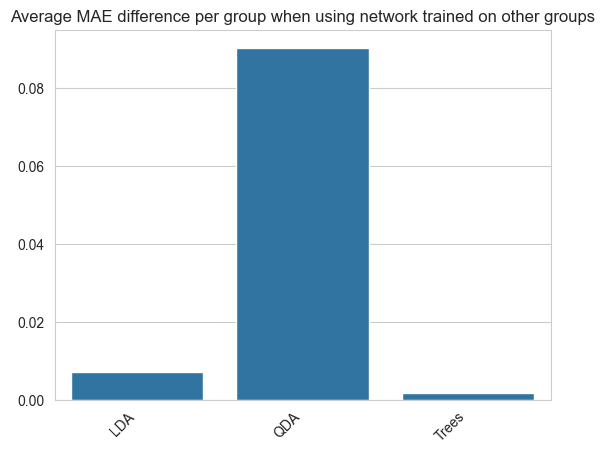 Average MAE difference per group when using network trained on other groups
0.08
0.06
0.04
0.02
0.00
LDA
QDA
Trees